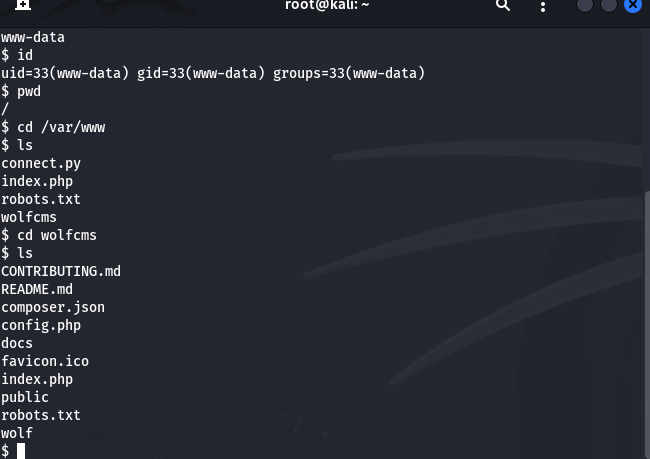 root@kali: ~
www-data
$ id
uid=33(www-data) gid=33(www-data) groups=33(www-data)
$ pwd
/
$ cd /var/www
$ ls
connect.py
index.php
robots.txt
wolfcms
$ cd wolfcms
$ ls
CONTRIBUTING.md
README.md
composer.json
config.php
docs
favicon.ico
index.php
public
robots.txt
wolf
$